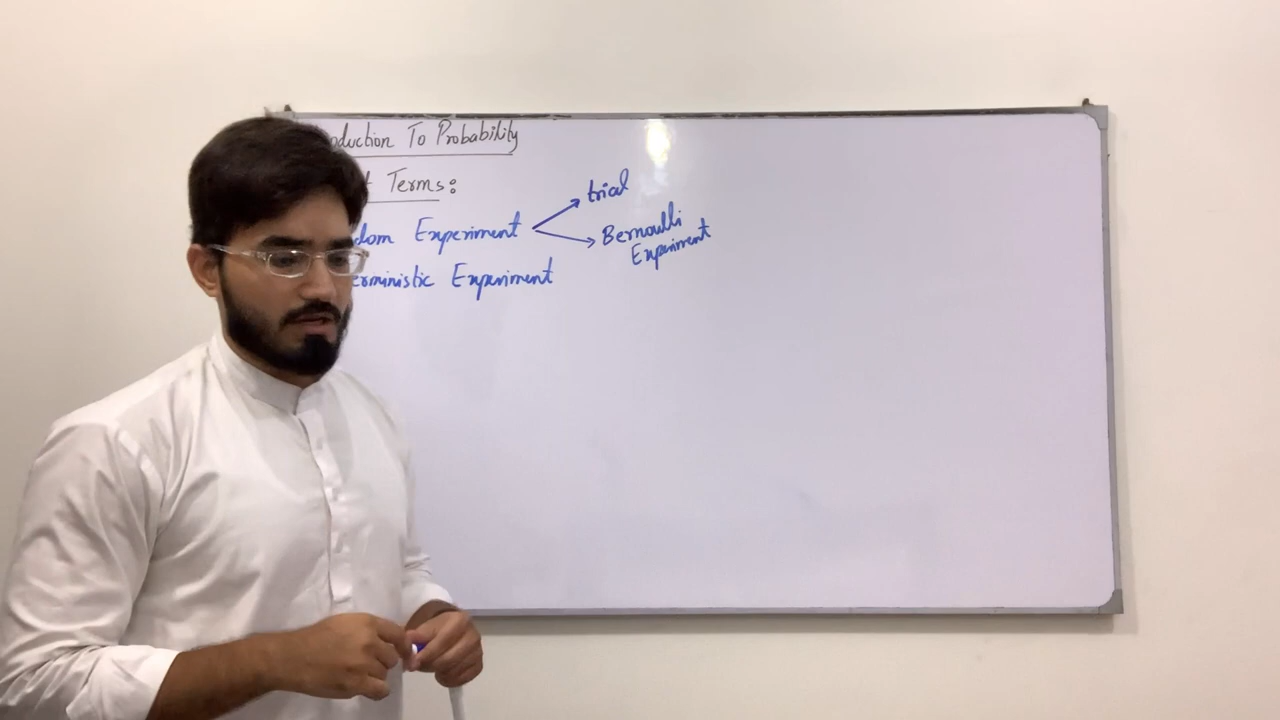 oduction To Probability
t Terms:
dom Experiment
trial
Bernoulli
Experiment
erministic Experiment